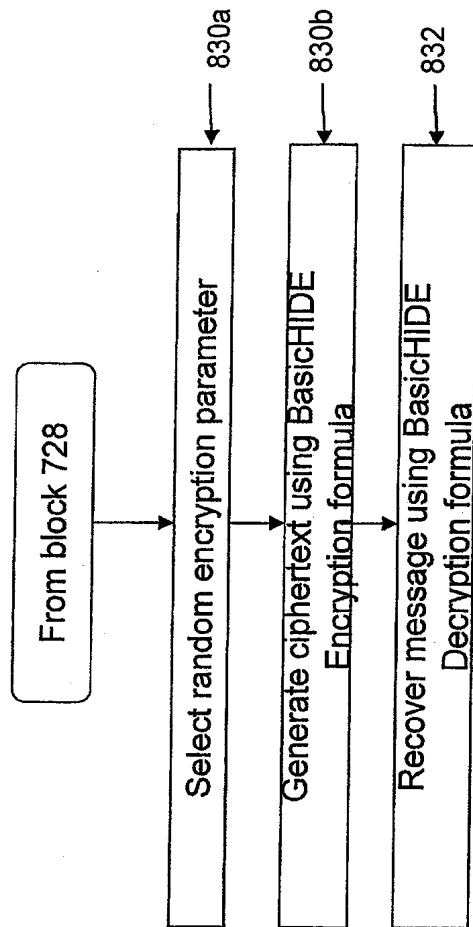 From block 728
Select random encryption parameter
830a
Generate ciphertext using BasicHIDE
Encryption formula
830b
Recover message using BasicHIDE
Decryption formula
832